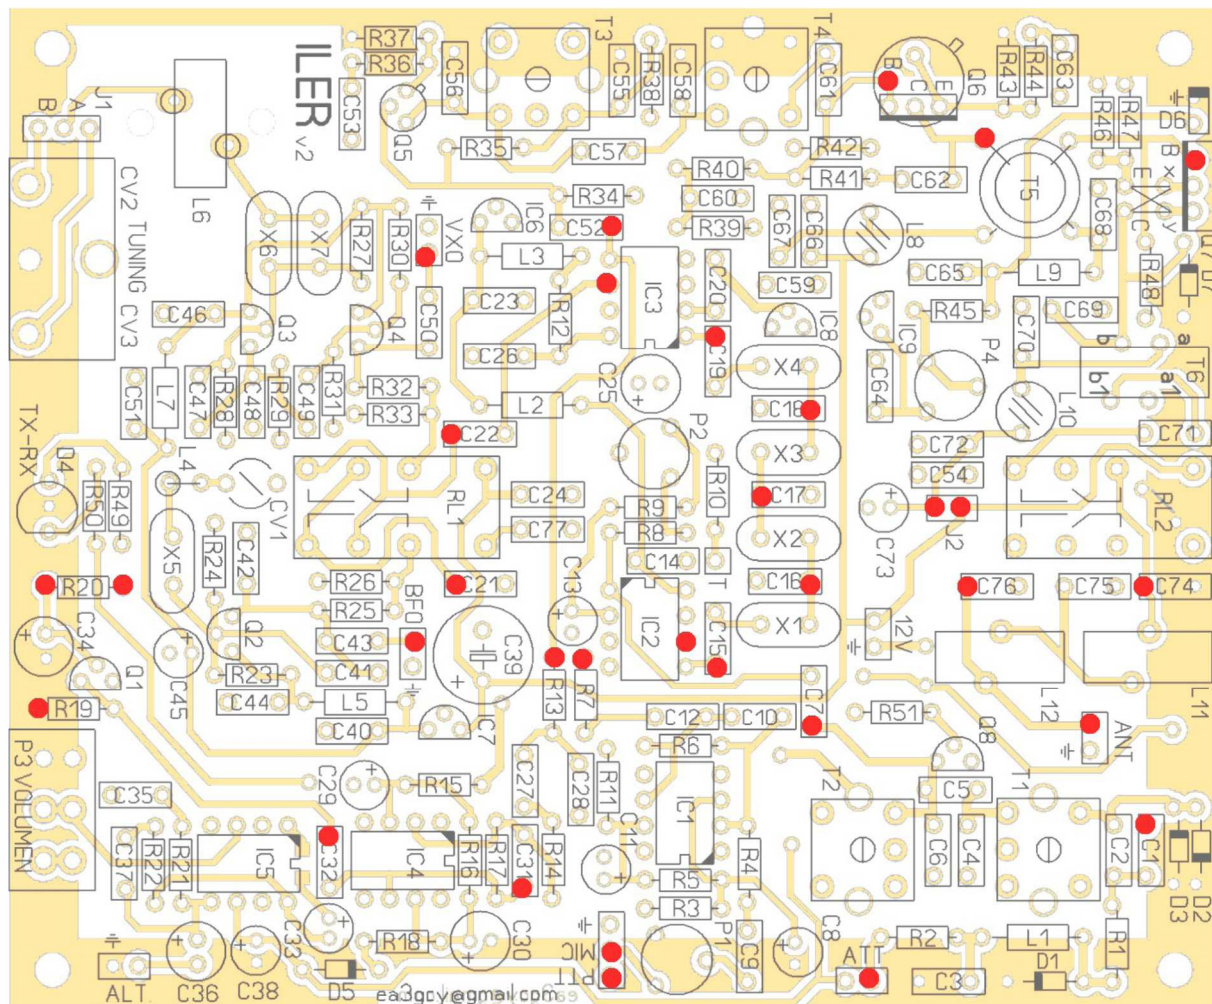 R37
R36
ILER
v2
C53
C56
Q5
T3
C55
R38
C58
T4
C61
B
C
E
Q6
R43
R44
C63
R46
R47
D6
B
A
J1
L6
R35
C57
R40
R42
R41
C62
T5
B x
E
C y
Q7
D7
CV2 TUNING CV3
X6
X7
R27
R30
VXO
IC6
R34
C52
C60
R39
C67
C66
L8
C68
L3
C23
R12
IC3
C20
C59
C65
L9
R48
C46
Q3
Q4
C50
C26
C19
IC8
IC9
R45
C70
C69
b
a
b1
a1
T6
C51
L7
C47
R28
C48
R29
C49
R31
R32
R33
L2
C25
X4
C64
P4
L10
C18
TX-RX
D4
R50
R49
L4
CV1
C22
RL1
P2
X3
C72
C54
C71
C24
C77
R9
R8
R10
C17
C73
J2
RL2
X5
R24
C42
R26
R25
BFO
C21
C13
C14
T
X2
C16
C76
C75
C74
R20
C34
Q1
R19
Q2
R23
C44
C45
C43
C41
L5
C40
C39
IC7
R13
R7
IC2
C15
X1
12V
L12
L11
ANT
C7
C12
C10
R51
Q8
P3 VOLUMEN
C35
C37
R22
R21
IC5
C29
R15
C32
IC4
R16
R17
C27
C31
R14
C28
R11
R6
IC1
C11
R5
R3
R4
T2
C5
C6
C4
T1
C2
C1
D3
D2
ALT.
C36
C38
C33
D5
R18
C30
MIC
PTT
P1
C9
C8
ATT
R2
L1
C3
D1
R1
ea3gcy@gmail.com